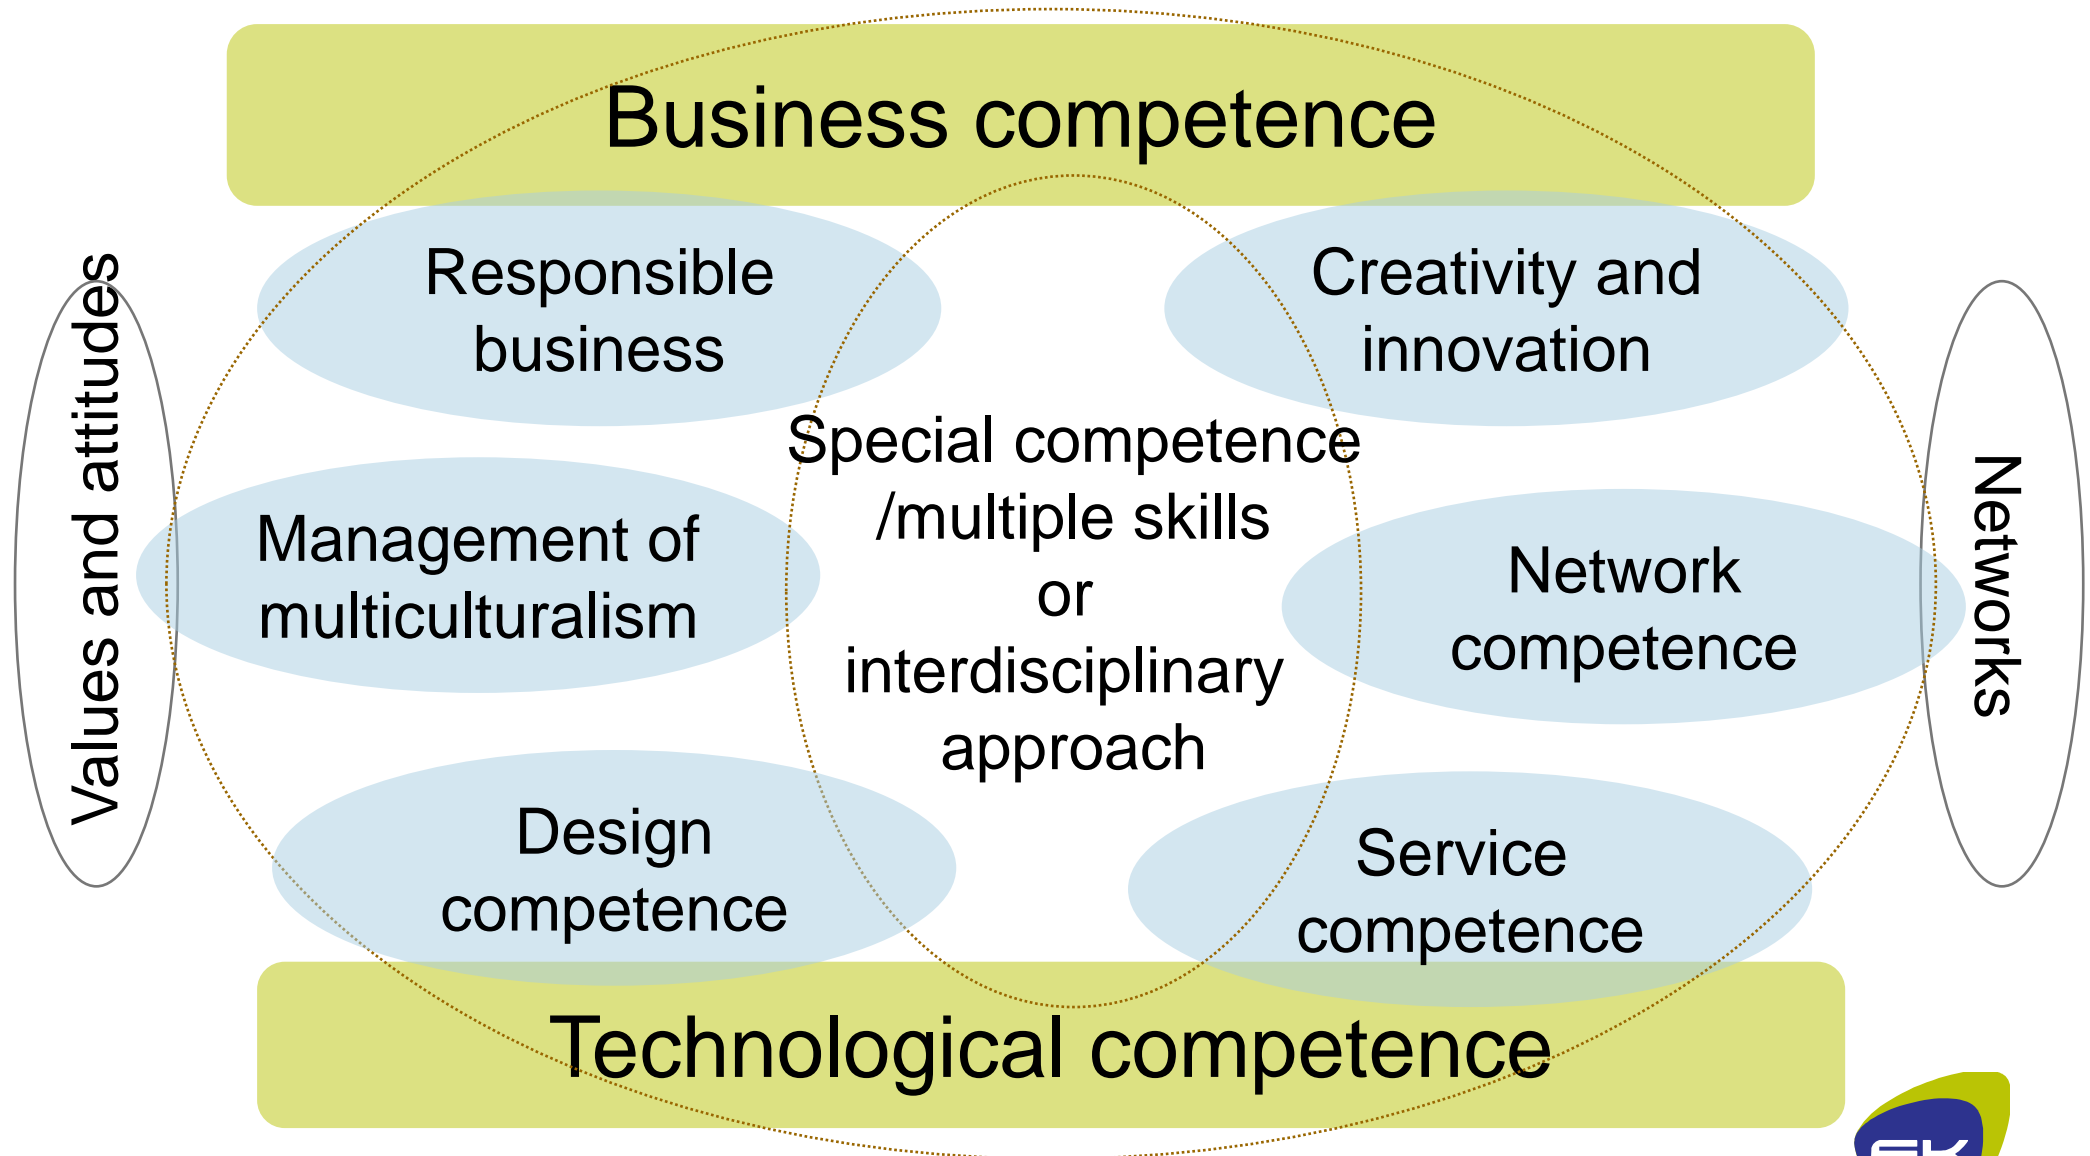 Business competence
Responsible
business
Creativity and
innovation
Values and attitudes
Special competence
/multiple skills
or
interdisciplinary
approach
Management of
multiculturalism
Network
competence
Networks
Design
competence
Service
competence
Technological competence
EK